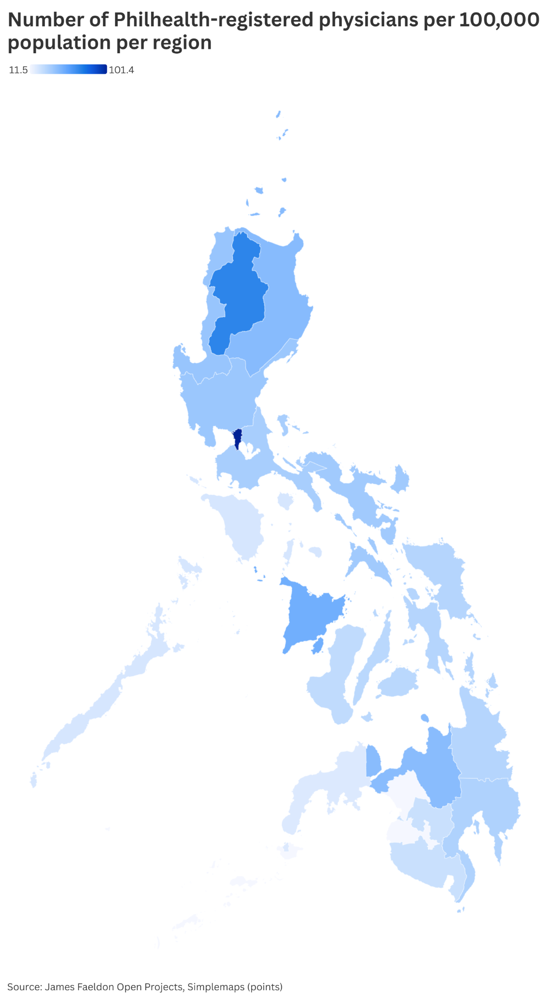 Number of Philhealth-registered physicians per 100,000
population per region
11.5 101.4
Source: James Faeldon Open Projects, Simplemaps (points)